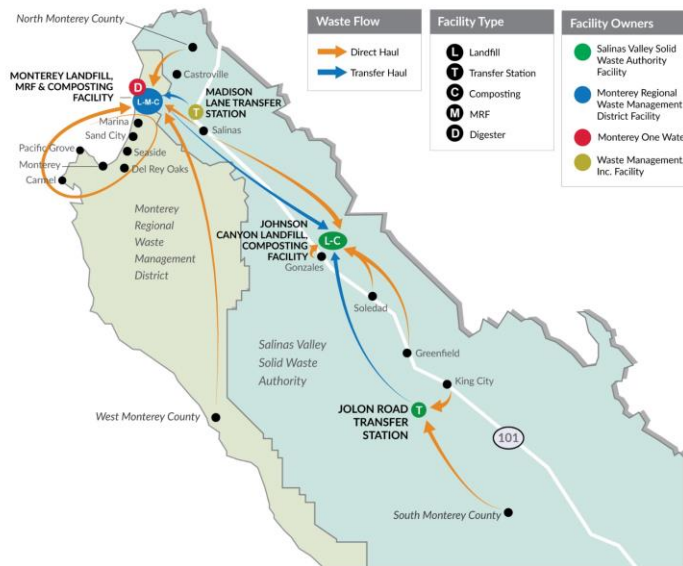 North Monterey County
Castroville
MONTEREY LANDFILL,
MRF & COMPOSTING
FACILITY
D
L-M-C
MADISON
LANE TRANSFER
STATION
T
Marina
Sand City
Salinas
Pacific Grove
Seaside
Monterey
Del Rey Oaks
Carmel
Monterey
Regional
Waste
Management
District
JOHNSON
CANYON LANDFILL,
COMPOSTING
FACILITY
L-C
Gonzales
Soledad
Salinas Valley
Solid Waste
Authority
Greenfield
King City
West Monterey County
JOLON ROAD
TRANSFER
STATION
T
101
South Monterey County
Waste Flow
Direct Haul
Transfer Haul
Facility Type
L Landfill
T Transfer Station
C Composting
M MRF
D Digester
Facility Owners
Salinas Valley Solid
Waste Authority
Facility
Monterey Regional
Waste Management
District Facility
Monterey One Water
Waste Management,
Inc. Facility